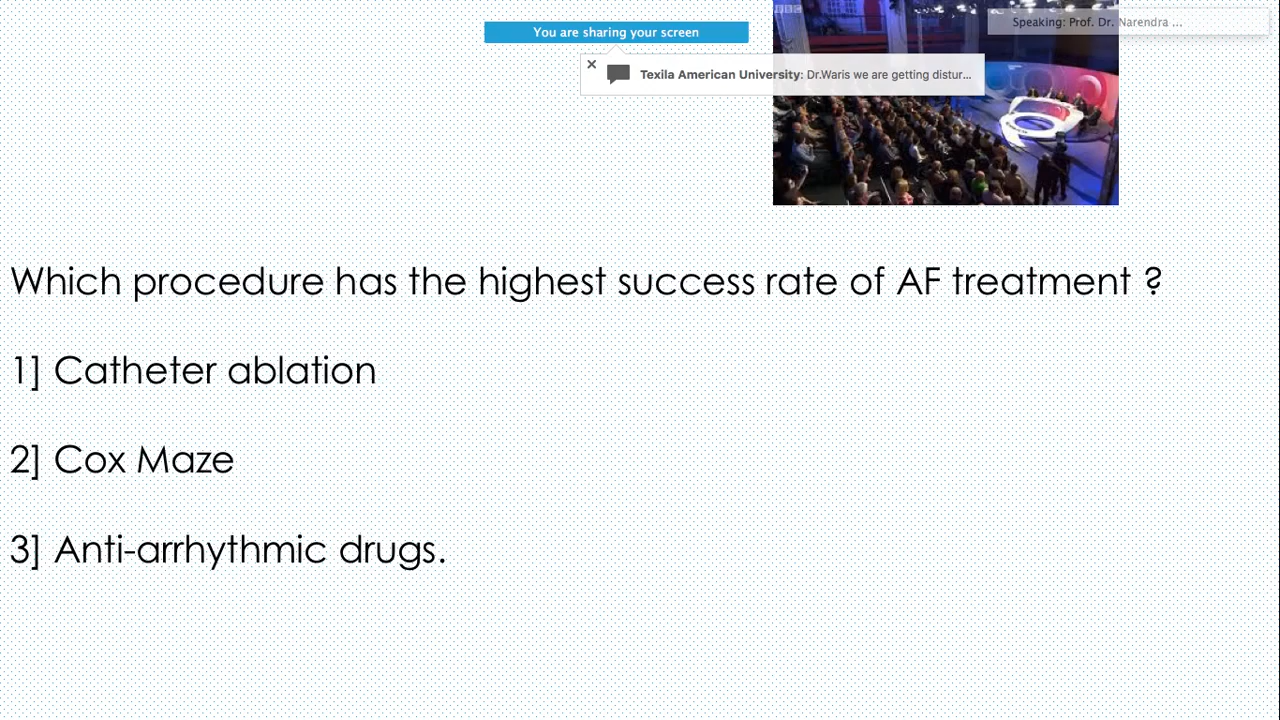 BBC
You are sharing your screen
Speaking: Prof. Dr. Narendra ...
Texila American University: Dr.Waris we are getting distur...
Which procedure has the highest success rate of AF treatment ?
1] Catheter ablation
2] Cox Maze
3] Anti-arrhythmic drugs.